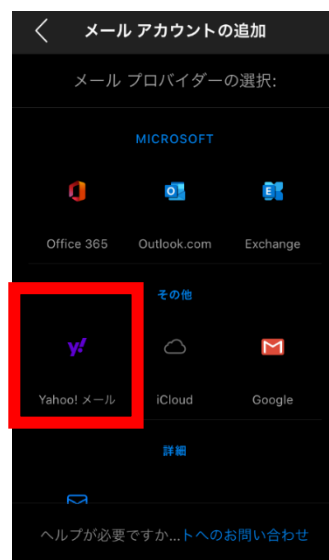 メール アカウントの追加
メール プロバイダーの選択:
MICROSOFT
Office 365 Outlook.com Exchange
その他
Yahoo! メール iCloud Google
詳細
ヘルプが必要ですか...トへのお問い合わせ